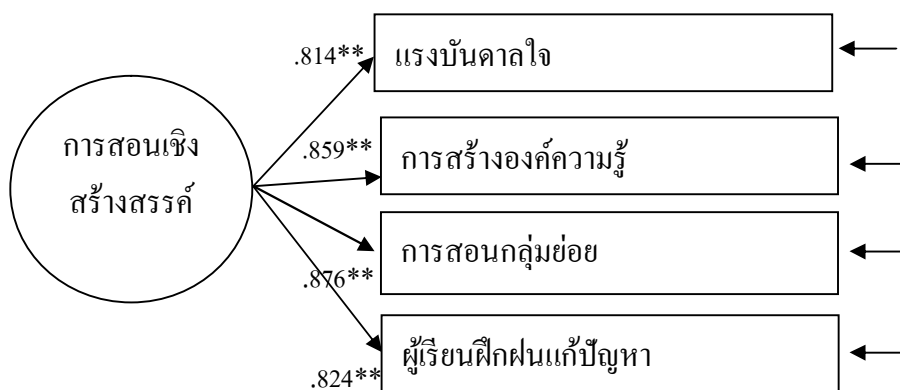 .814**
แรงบันดาลใจ
การสอนเชิง
สร้างสรรค์
.859**
การสร้างองค์ความรู้
.876**
การสอนกลุ่มย่อย
.824**
ผู้เรียนฝึกฝนแก้ปัญหา